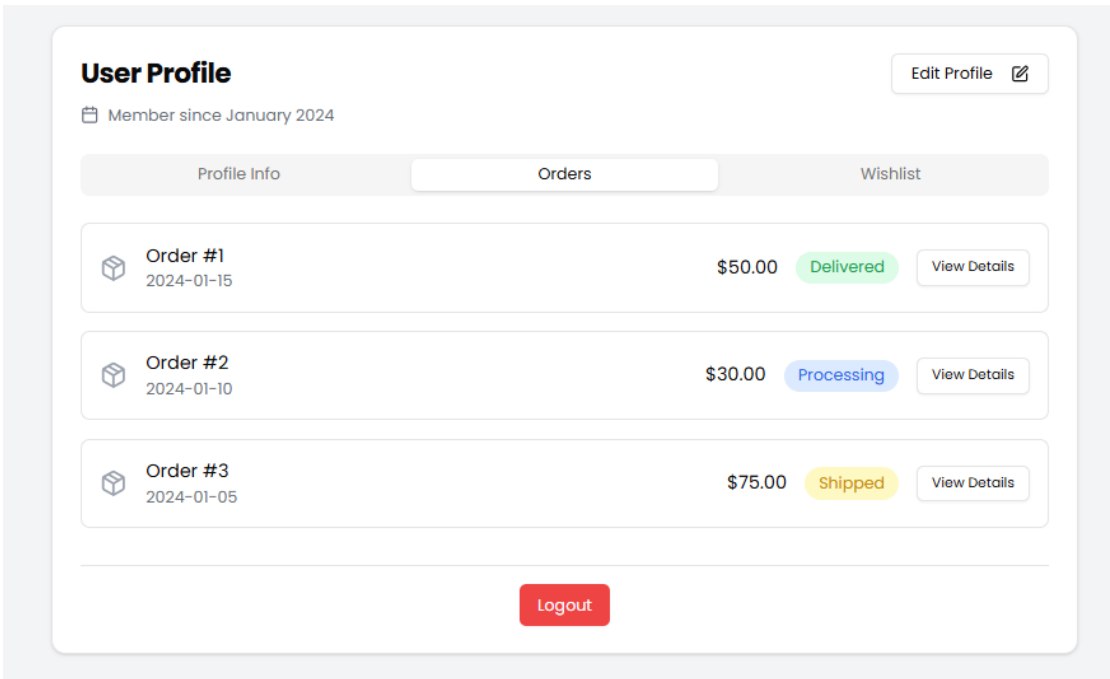 User Profile
Edit Profile
Member since January 2024
Profile Info
Orders
Wishlist
Order #1
2024-01-15
$50.00
Delivered
View Details
Order #2
2024-01-10
$30.00
Processing
View Details
Order #3
2024-01-05
$75.00
Shipped
View Details
Logout